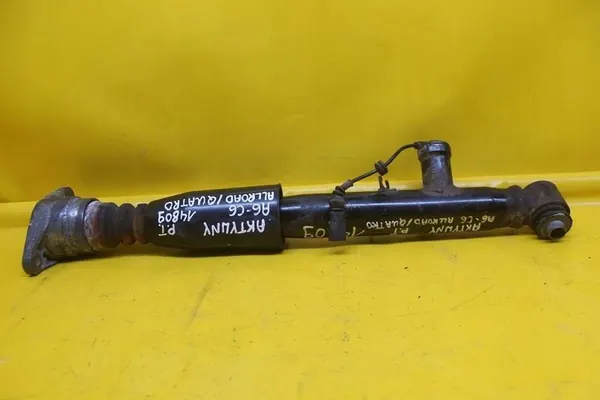 AKTYWNY P.T
A6-C6 14809
ALLROAD/QUATRO
AKTYWNY P.T
A6-C6 ALLROAD/QUATRO